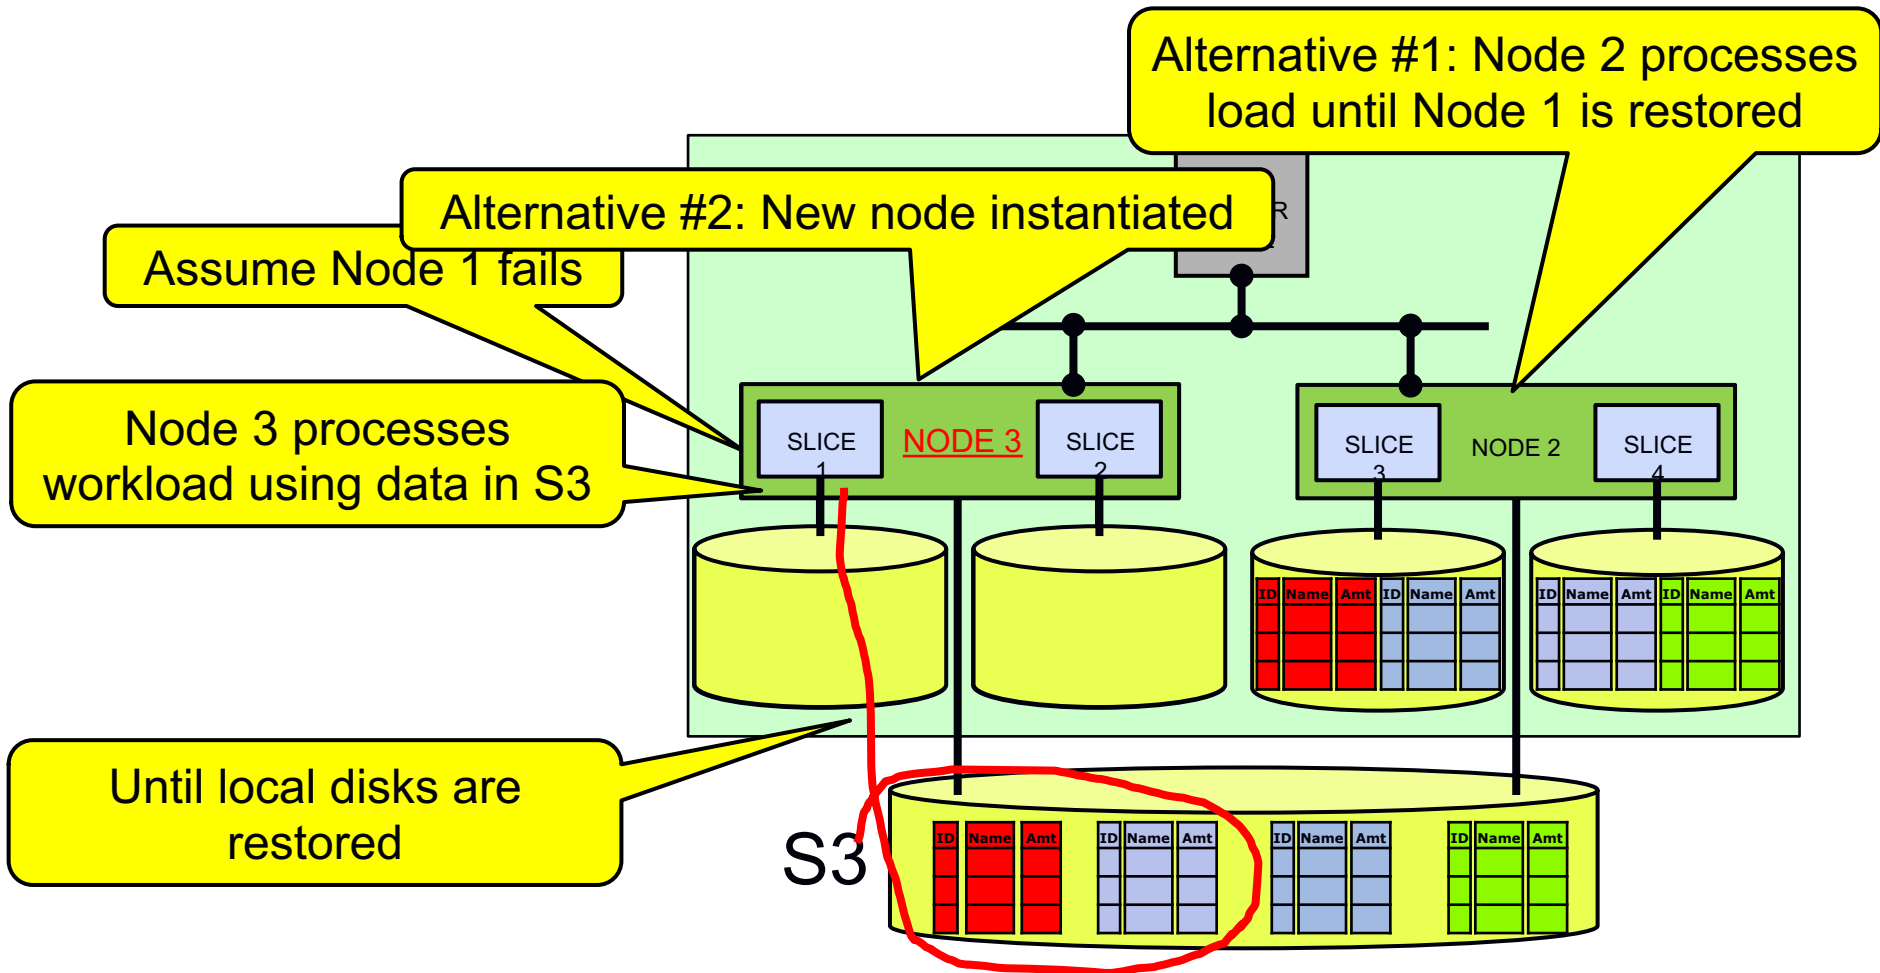 Alternative #1: Node 2 processes
load until Node 1 is restored
Alternative #2: New node instantiated
R
Assume Node 1 fails
Node 3 processes
workload using data in S3
SLICE
1
NODE 3
SLICE
2
SLICE
3
NODE 2
SLICE
4
ID Name Amt ID Name Amt
ID Name Amt ID Name Amt
Until local disks are
restored
S3
ID Name Amt
ID Name Amt
ID Name Amt
ID Name Amt